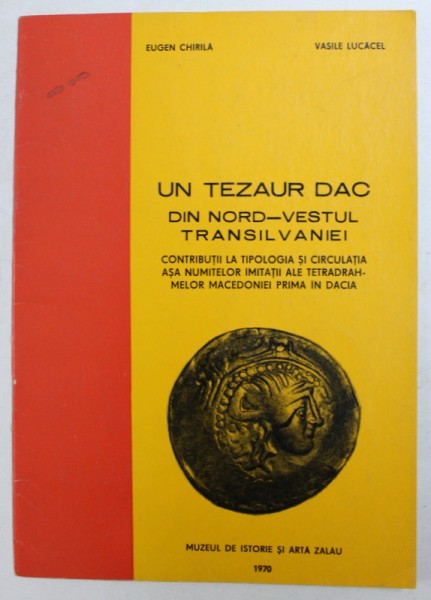 EUGEN CHIRILĂ VASILE LUCĂCEL
UN TEZAUR DAC
DIN NORD—VESTUL
TRANSILVANIEI
CONTRIBUȚII LA TIPOLOGIA ȘI CIRCULAȚIA
AȘA NUMITELOR IMITAȚII ALE TETRADRAH-
MELOR MACEDONIEI PRIMA ÎN DACIA
MUZEUL DE ISTORIE ȘI ARTĂ ZALĂU
1970